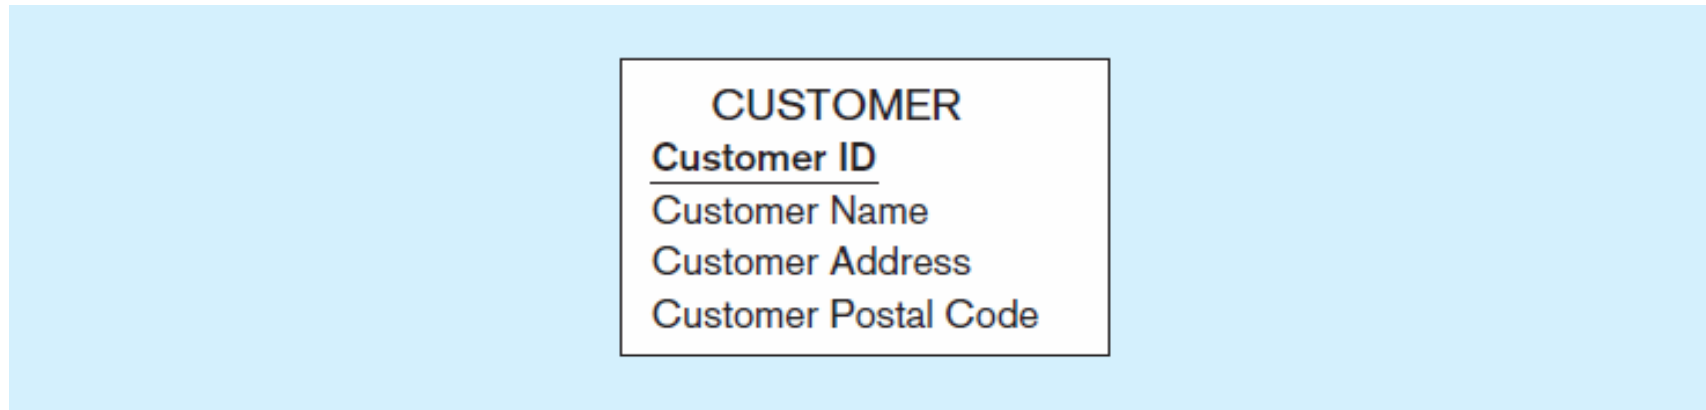 CUSTOMER
Customer ID
Customer Name
Customer Address
Customer Postal Code